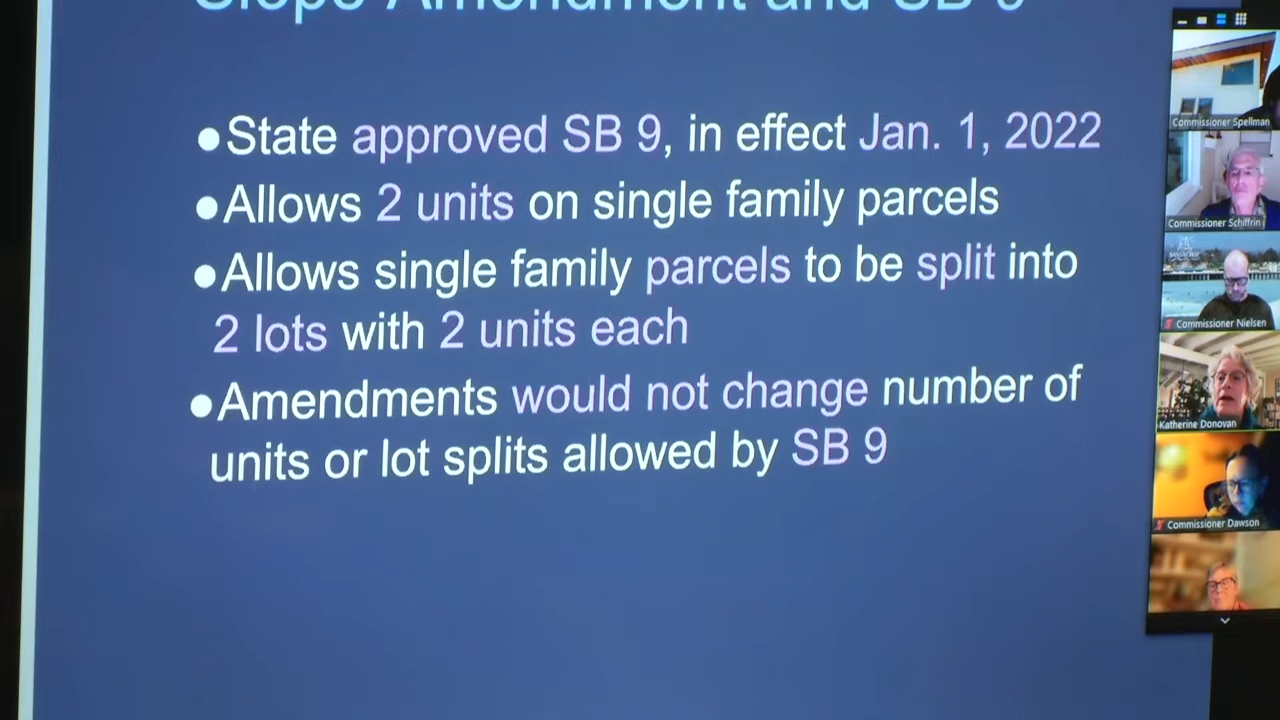 Slope Amendment and SB 9
●State approved SB 9, in effect Jan. 1, 2022
●Allows 2 units on single family parcels
●Allows single family parcels to be split into
2 lots with 2 units each
●Amendments would not change number of
units or lot splits allowed by SB 9
Commissioner Spellman
Commissioner Schiffrin
Commissioner Nielsen
Katherine Donovan
Commissioner Dawson